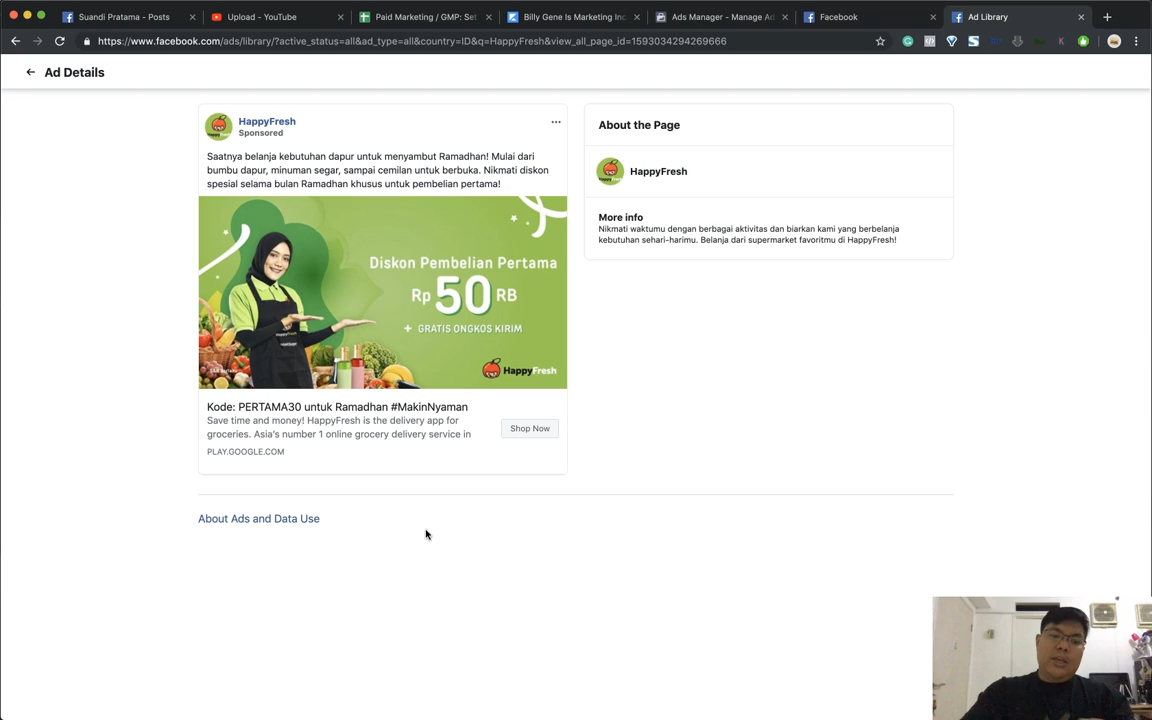 Suandi Pratama - Posts
Upload - YouTube
Paid Marketing / GMP: Set
Billy Gene Is Marketing Inc
Ads Manager - Manage Ad
Facebook
Ad Library
https://www.facebook.com/ads/library/?active_status=all&ad_type=all&country=ID&q=HappyFresh&view_all_page_id=1593034294269666
Ad Details
HappyFresh
Sponsored
Saatnya belanja kebutuhan dapur untuk menyambut Ramadhan! Mulai dari
bumbu dapur, minuman segar, sampai cemilan untuk berbuka. Nikmati diskon
spesial selama bulan Ramadhan khusus untuk pembelian pertama!
Diskon Pembelian Pertama
Rp 50 RB
+ GRATIS ONGKOS KIRIM
HappyFresh
Kode: PERTAMA30 untuk Ramadhan #MakinNyaman
Save time and money! HappyFresh is the delivery app for
groceries. Asia's number 1 online grocery delivery service in
PLAY.GOOGLE.COM
Shop Now
About the Page
HappyFresh
More info
Nikmati waktumu dengan berbagai aktivitas dan biarkan kami yang berbelanja
kebutuhan sehari-harimu. Belanja dari supermarket favoritmu di HappyFresh!
About Ads and Data Use